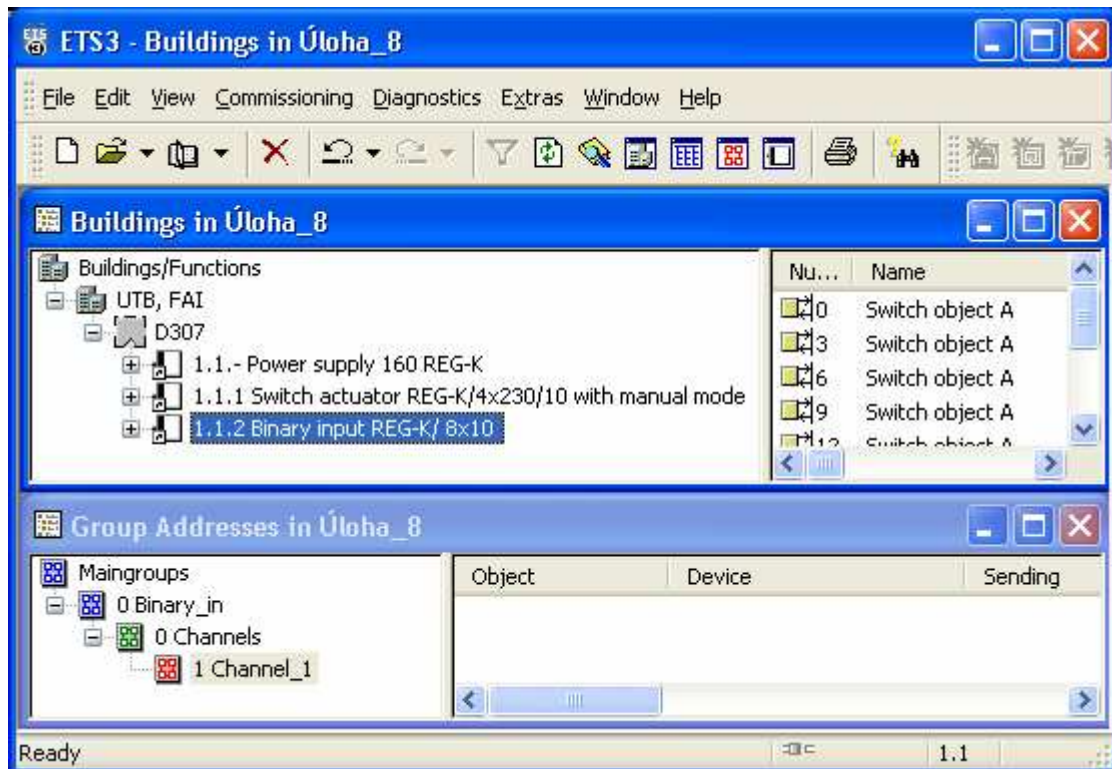 ETS3 - Buildings in Úloha_8
File Edit View Commissioning Diagnostics Extras Window Help
Buildings in Úloha_8
Buildings/Functions
UTB, FAI
D307
1.1.- Power supply 160 REG-K
1.1.1 Switch actuator REG-K/4x230/10 with manual mode
1.1.2 Binary input REG-K/ 8x10
Nu... Name
0 Switch object A
3 Switch object A
6 Switch object A
9 Switch object A
12 Switch object A
Group Addresses in Úloha_8
Maingroups
0 Binary_in
0 Channels
1 Channel_1
Object Device Sending
Ready 1.1